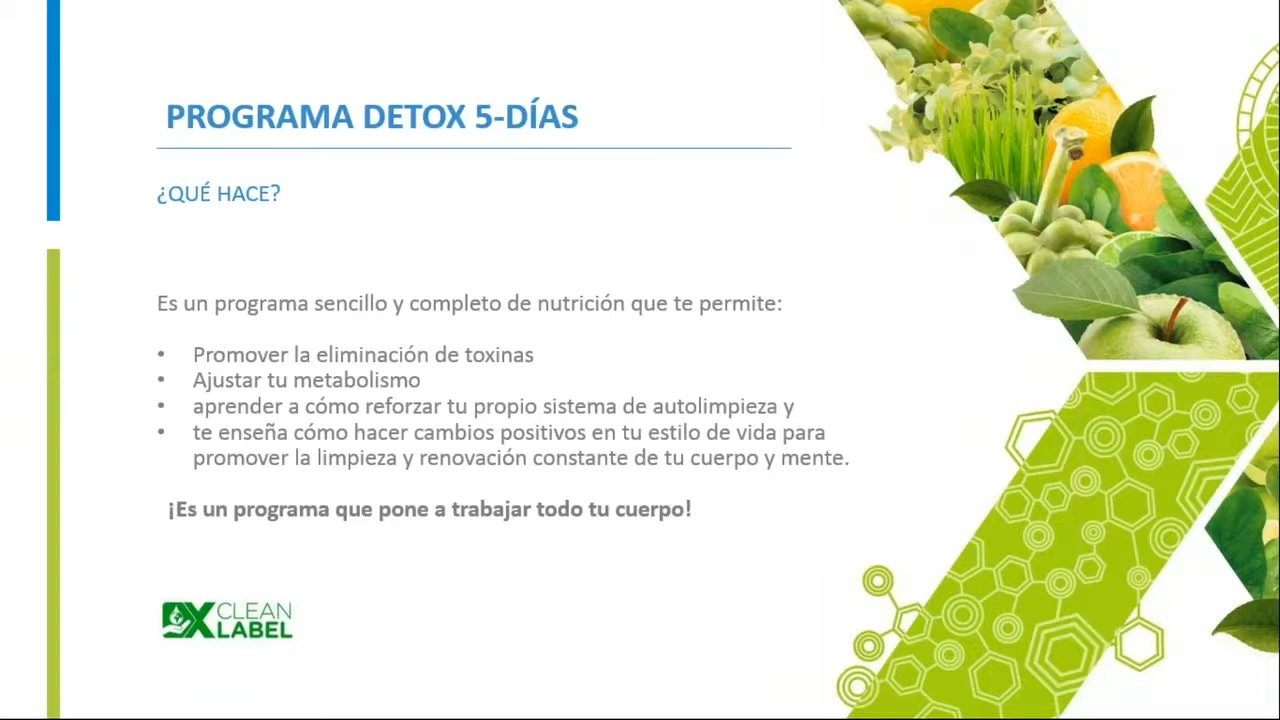 PROGRAMA DETOX 5-DÍAS
¿QUÉ HACE?
Es un programa sencillo y completo de nutrición que te permite:
• Promover la eliminación de toxinas
• Ajustar tu metabolismo
• aprender a cómo reforzar tu propio sistema de autolimpieza y
• te enseña cómo hacer cambios positivos en tu estilo de vida para
promover la limpieza y renovación constante de tu cuerpo y mente.
¡Es un programa que pone a trabajar todo tu cuerpo!
DX CLEAN
LABEL